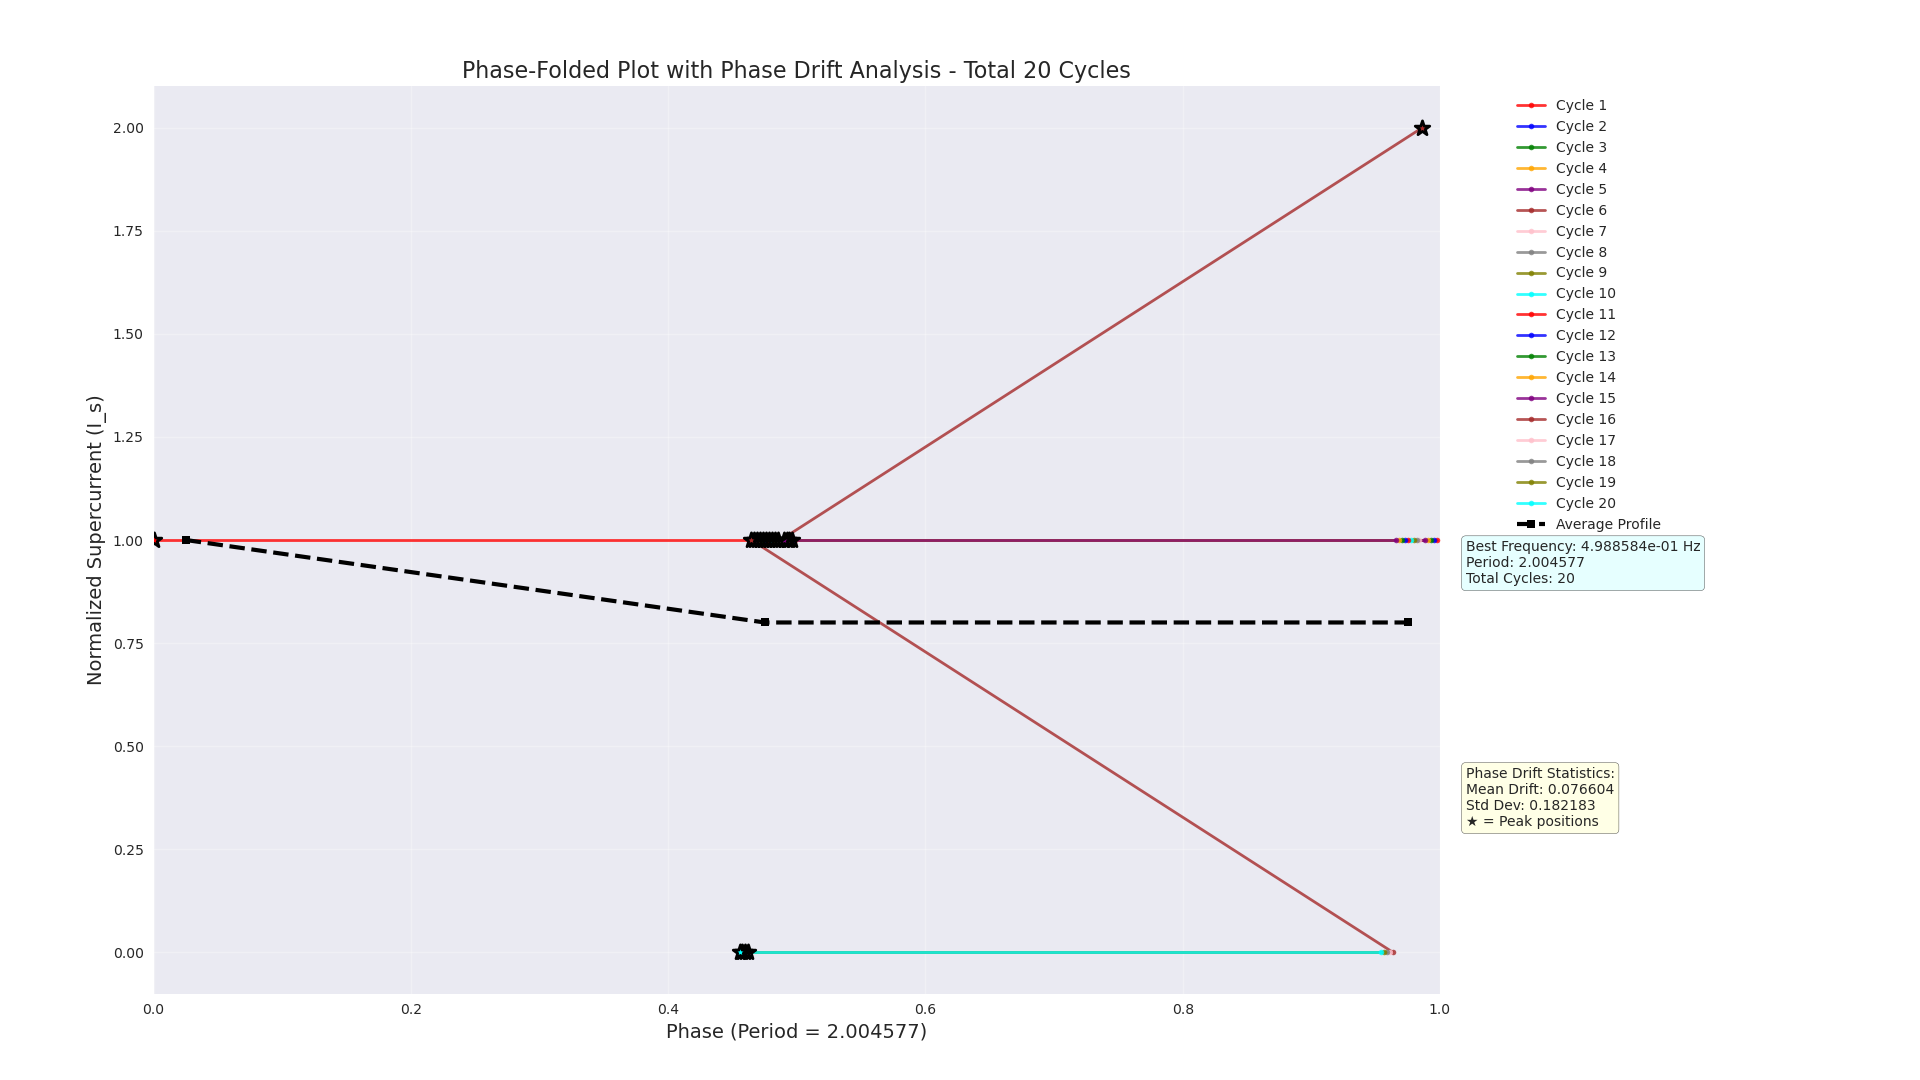 Phase-Folded Plot with Phase Drift Analysis - Total 20 Cycles
Normalized Supercurrent (I_s)
2.00
1.75
1.50
1.25
1.00
0.75
0.50
0.25
0.00
0.0
0.2
0.4
0.6
0.8
1.0
Phase (Period = 2.004577)
Cycle 1
Cycle 2
Cycle 3
Cycle 4
Cycle 5
Cycle 6
Cycle 7
Cycle 8
Cycle 9
Cycle 10
Cycle 11
Cycle 12
Cycle 13
Cycle 14
Cycle 15
Cycle 16
Cycle 17
Cycle 18
Cycle 19
Cycle 20
Average Profile
Best Frequency: 4.988584e-01 Hz
Period: 2.004577
Total Cycles: 20
Phase Drift Statistics:
Mean Drift: 0.076604
Std Dev: 0.182183
★ = Peak positions